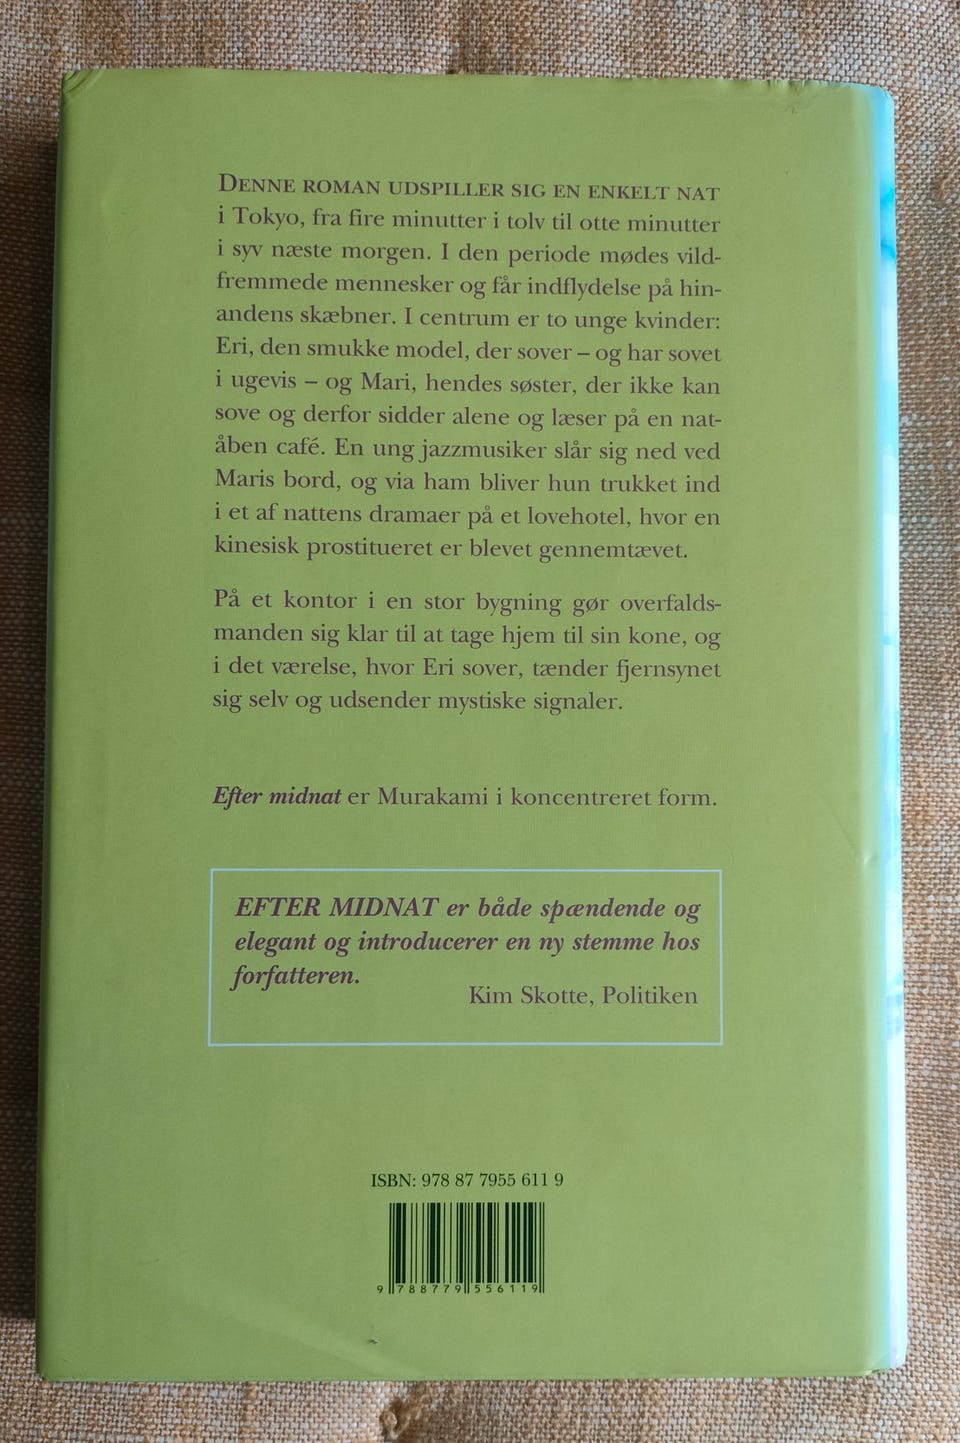 DENNE ROMAN UDSPILLER SIG EN ENKELT NAT
i Tokyo, fra fire minutter i tolv til otte minutter
i syv næste morgen. I den periode mødes vild-
fremmede mennesker og får indflydelse på hin-
andens skæbner. I centrum er to unge kvinder:
Eri, den smukke model, der sover – og har sovet
i ugevis – og Mari, hendes søster, der ikke kan
sove og derfor sidder alene og læser på en nat-
åben café. En ung jazzmusiker slår sig ned ved
Maris bord, og via ham bliver hun trukket ind
i et af nattens dramaer på et lovehotel, hvor en
kinesisk prostitueret er blevet gennemtævet.
På et kontor i en stor bygning gør overfalds-
manden sig klar til at tage hjem til sin kone, og
i det værelse, hvor Eri sover, tænder fjernsynet
sig selv og udsender mystiske signaler.
Efter midnat er Murakami i koncentreret form.
EFTER MIDNAT er både spændende og
elegant og introducerer en ny stemme hos
forfatteren.
Kim Skotte, Politiken
ISBN: 978 87 7955 611 9
9 788779 556119